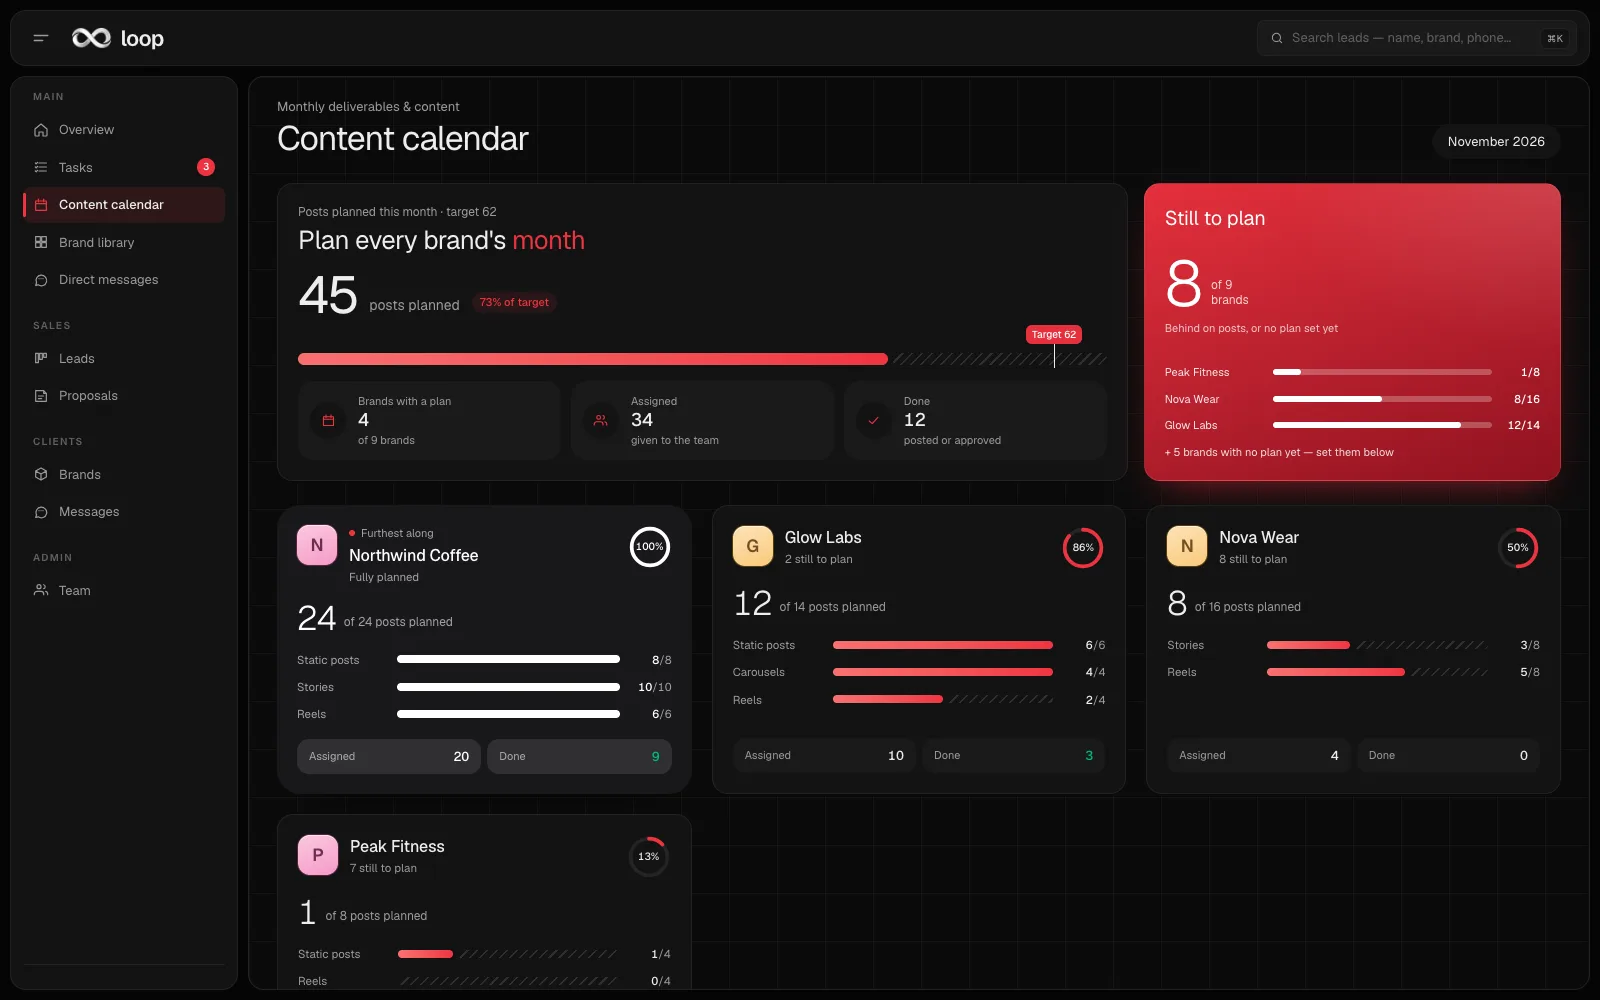 loop
Search leads — name, brand, phone...
⌘K
MAIN
Overview
Tasks
3
Content calendar
Brand library
Direct messages
SALES
Leads
Proposals
CLIENTS
Brands
Messages
ADMIN
Team
Monthly deliverables & content
Content calendar
November 2026
Posts planned this month · target 62
Plan every brand's month
45 posts planned 73% of target
Target 62
Brands with a plan
4
of 9 brands
Assigned
34
given to the team
Done
12
posted or approved
Still to plan
8 of 9 brands
Behind on posts, or no plan set yet
Peak Fitness 1/8
Nova Wear 8/16
Glow Labs 12/14
+ 5 brands with no plan yet — set them below
N
Furthest along
Northwind Coffee
Fully planned
100%
24 of 24 posts planned
Static posts 8/8
Stories 10/10
Reels 6/6
Assigned 20
Done 9
G
Glow Labs
2 still to plan
86%
12 of 14 posts planned
Static posts 6/6
Carousels 4/4
Reels 2/4
Assigned 10
Done 3
N
Nova Wear
8 still to plan
50%
8 of 16 posts planned
Stories 3/8
Reels 5/8
Assigned 4
Done 0
P
Peak Fitness
7 still to plan
13%
1 of 8 posts planned
Static posts 1/4
Reels 0/4